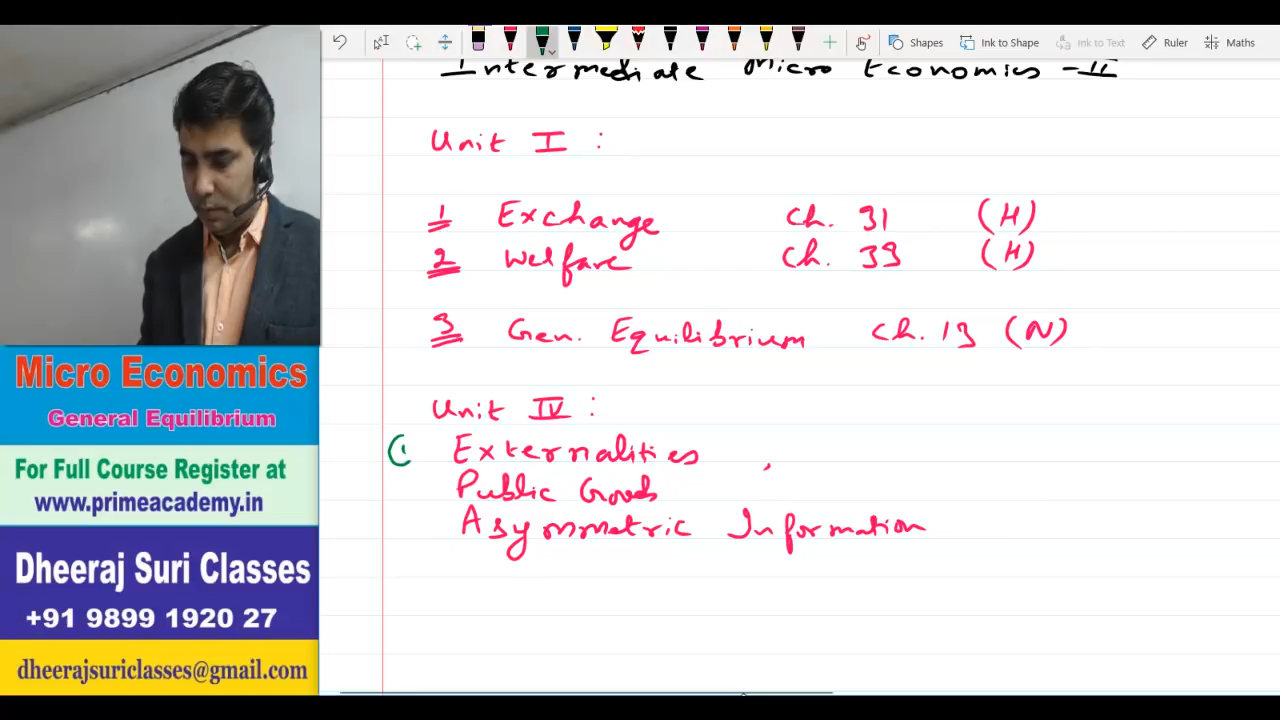 Shapes
Ink to Shape
Ink to Text
Ruler
Maths
Intermediate Micro Economics - II
Unit I :
1 Exchange ch. 31 (H)
2 Welfare ch. 33 (H)
3 Gen. Equilibrium ch. 13 (N)
Unit IV :
(1 Externalities ,
Public Goods
Asymmetric Information
Micro Economics
General Equilibrium
For Full Course Register at
www.primeacademy.in
Dheeraj Suri Classes
+91 9899 1920 27
dheerajsuriclasses@gmail.com